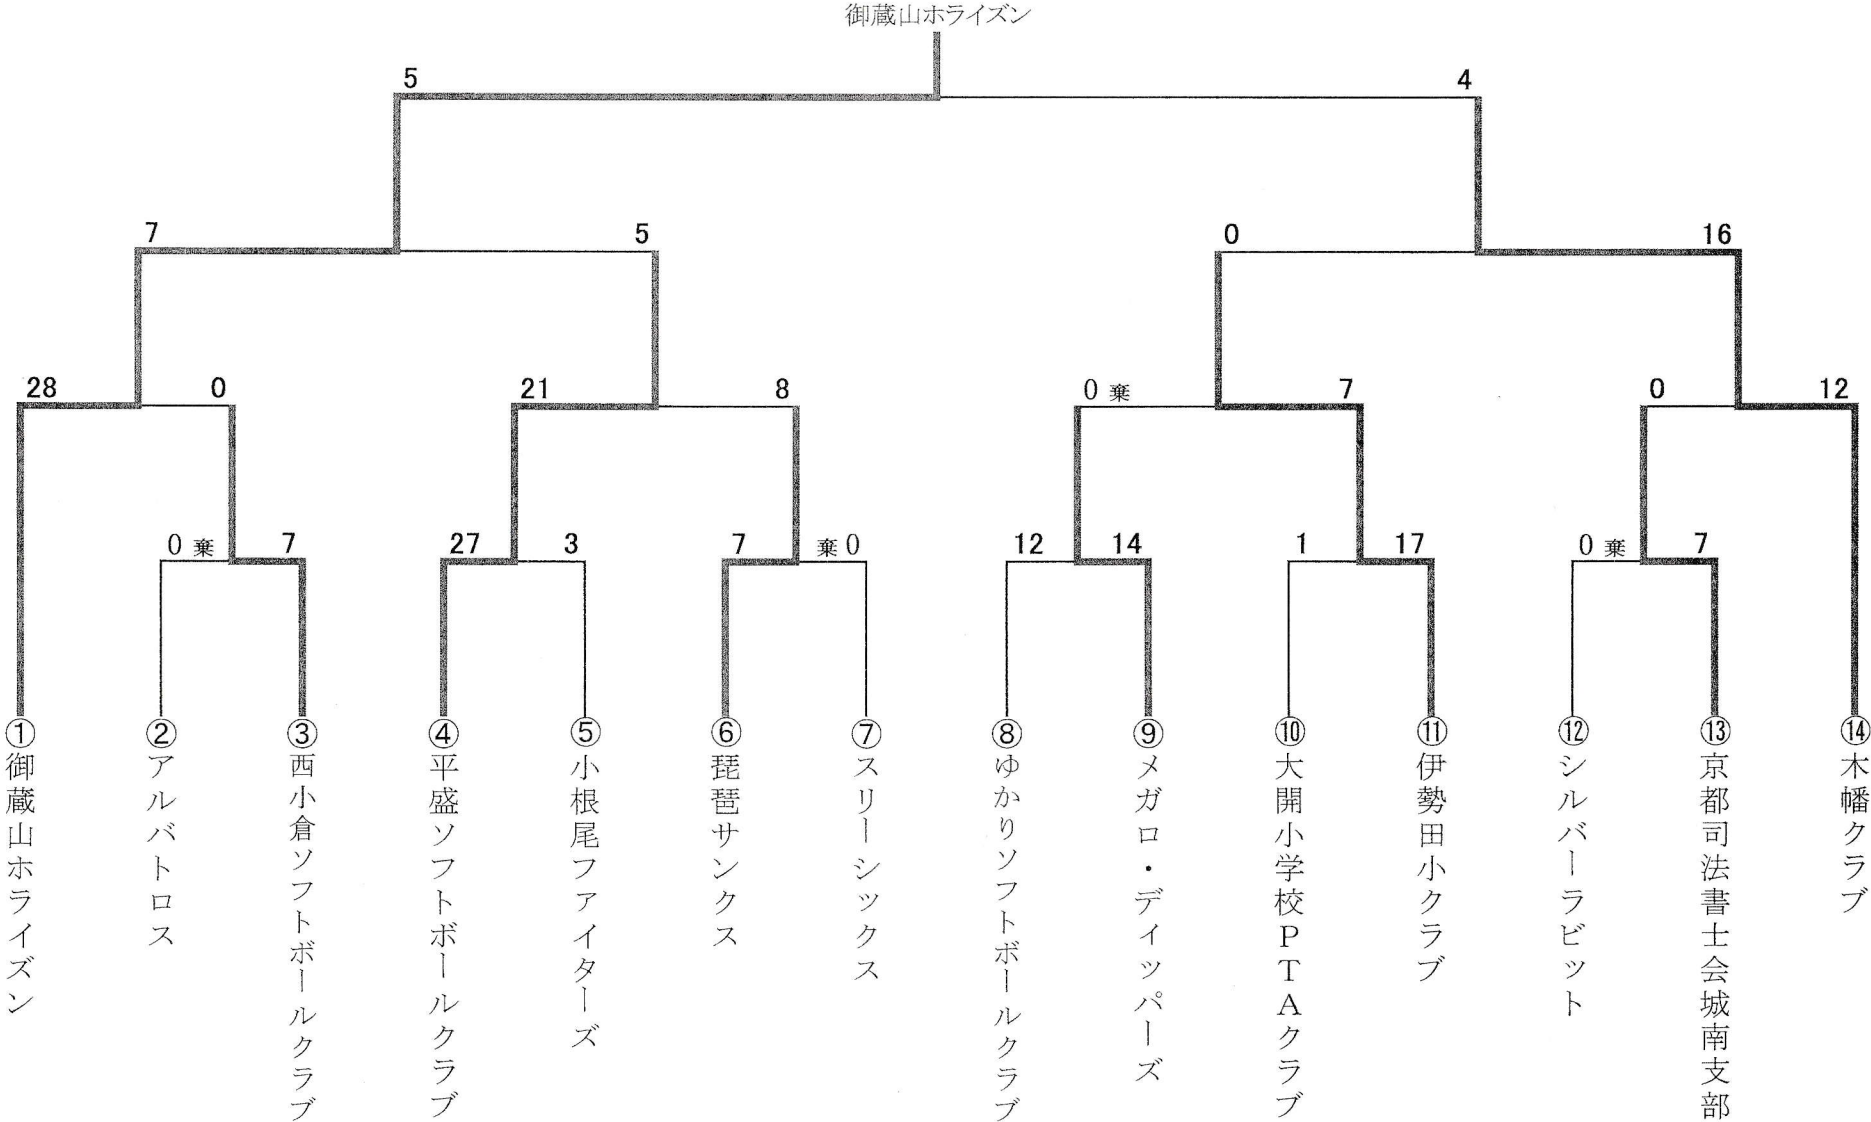 御蔵山ホライズン
5 4
7 5 0 16
28 0 21 8 0 棄 7 0 12
0 棄 7 27 3 7 棄 0 12 14 1 17 0 棄 7
①御蔵山ホライズン
②アルバトロス
③西小倉ソフトボールクラブ
④平盛ソフトボールクラブ
⑤小根尾ファイターズ
⑥琵琶サンクス
⑦スリーシックス
⑧ゆかりソフトボールクラブ
⑨メガロ・ディッパーズ
⑩大開小学校PTAクラブ
⑪伊勢田小クラブ
⑫シルバーラビット
⑬京都司法書士会城南支部
⑭木幡クラブ